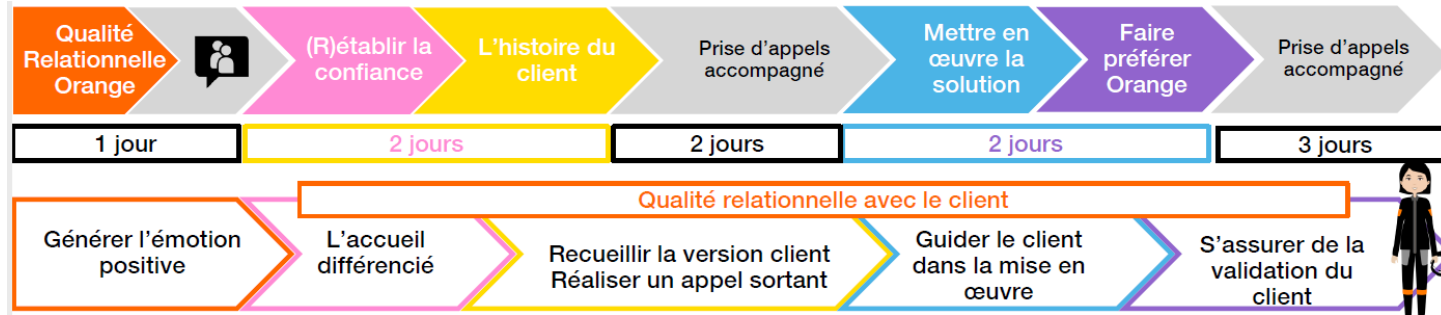 Qualité
Relationnelle
Orange
(R)établir la
confiance
L'histoire du
client
Prise d'appels
accompagné
Mettre en
œuvre la
solution
Faire
préférer
Orange
Prise d'appels
accompagné
1 jour
2 jours
2 jours
2 jours
3 jours
Qualité relationnelle avec le client
Générer l'émotion
positive
L'accueil
différencié
Recueillir la version client
Réaliser un appel sortant
Guider le client
dans la mise en
œuvre
S'assurer de la
validation du
client